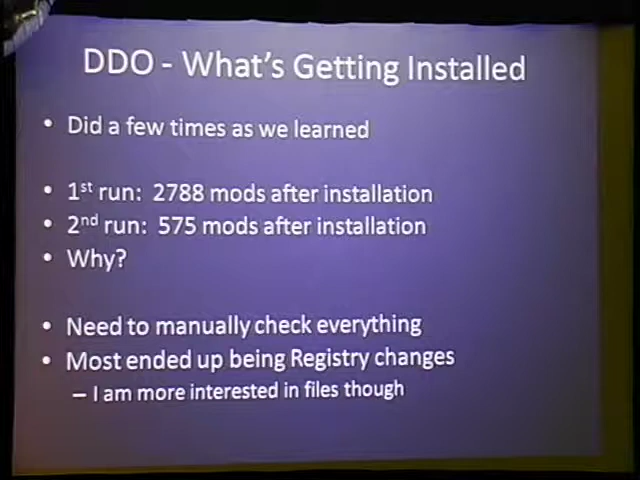 DDO - What's Getting Installed
• Did a few times as we learned
• 1st run: 2788 mods after installation
• 2nd run: 575 mods after installation
• Why?
• Need to manually check everything
• Most ended up being Registry changes
– I am more interested in files though